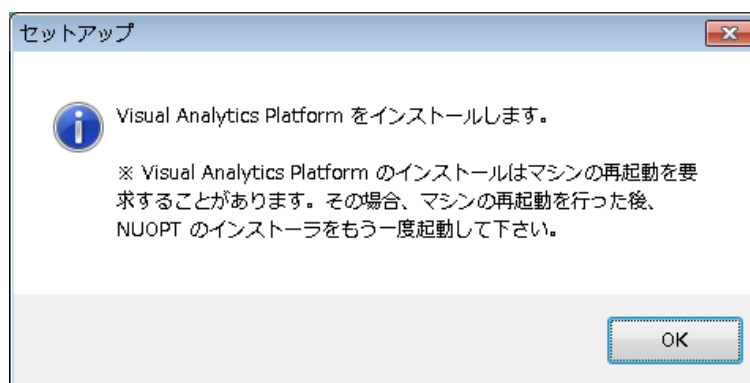 セットアップ
Visual Analytics Platform をインストールします。
※ Visual Analytics Platform のインストールはマシンの再起動を要
求することがあります。その場合、マシンの再起動を行った後、
NUOPT のインストーラをもう一度起動して下さい。
OK